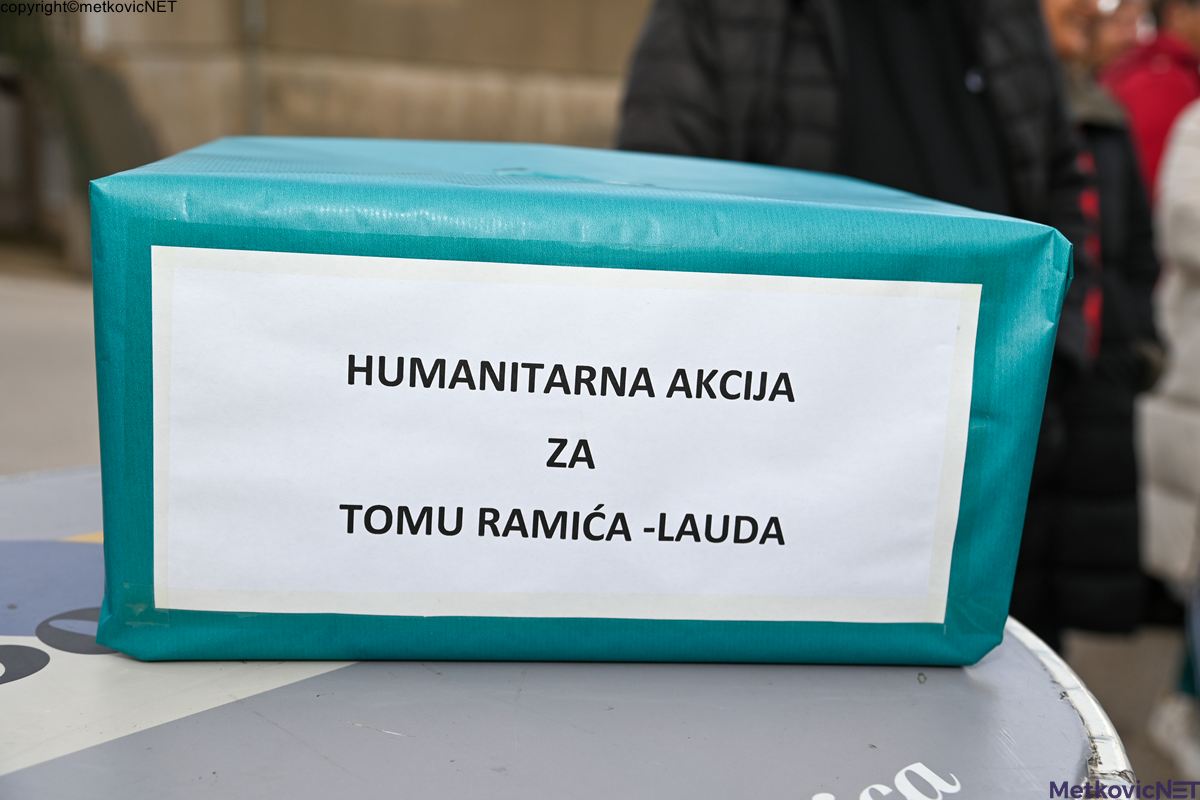 copyright©metkovicNET
HUMANITARNA AKCIJA
ZA
TOMU RAMIĆA -LAUDA
MetkovicNET